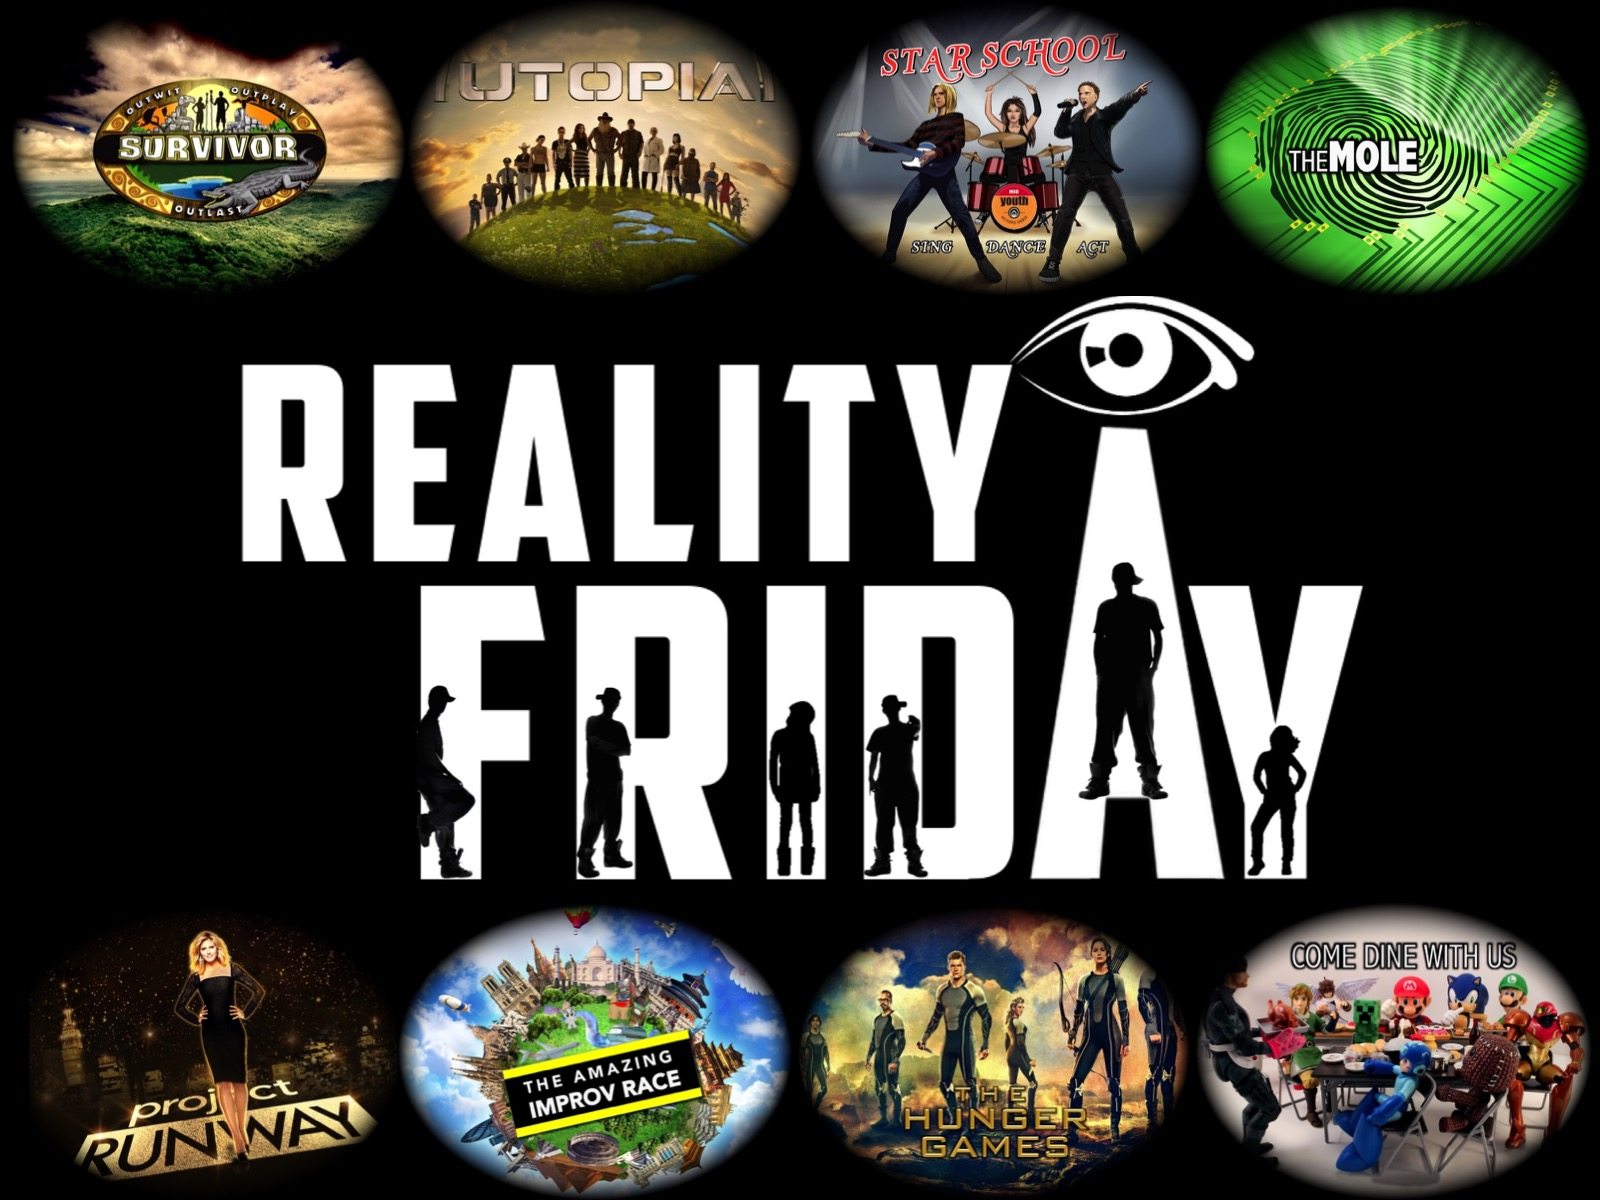 OUTWIT OUTPLAY
SURVIVOR
OUTLAST
UTOPIA
STAR SCHOOL
youth
SING DANCE ACT
THE MOLE
REALITY
FRIDAY
project
RUNWAY
THE AMAZING
IMPROV RACE
THE
HUNGER
GAMES
COME DINE WITH US